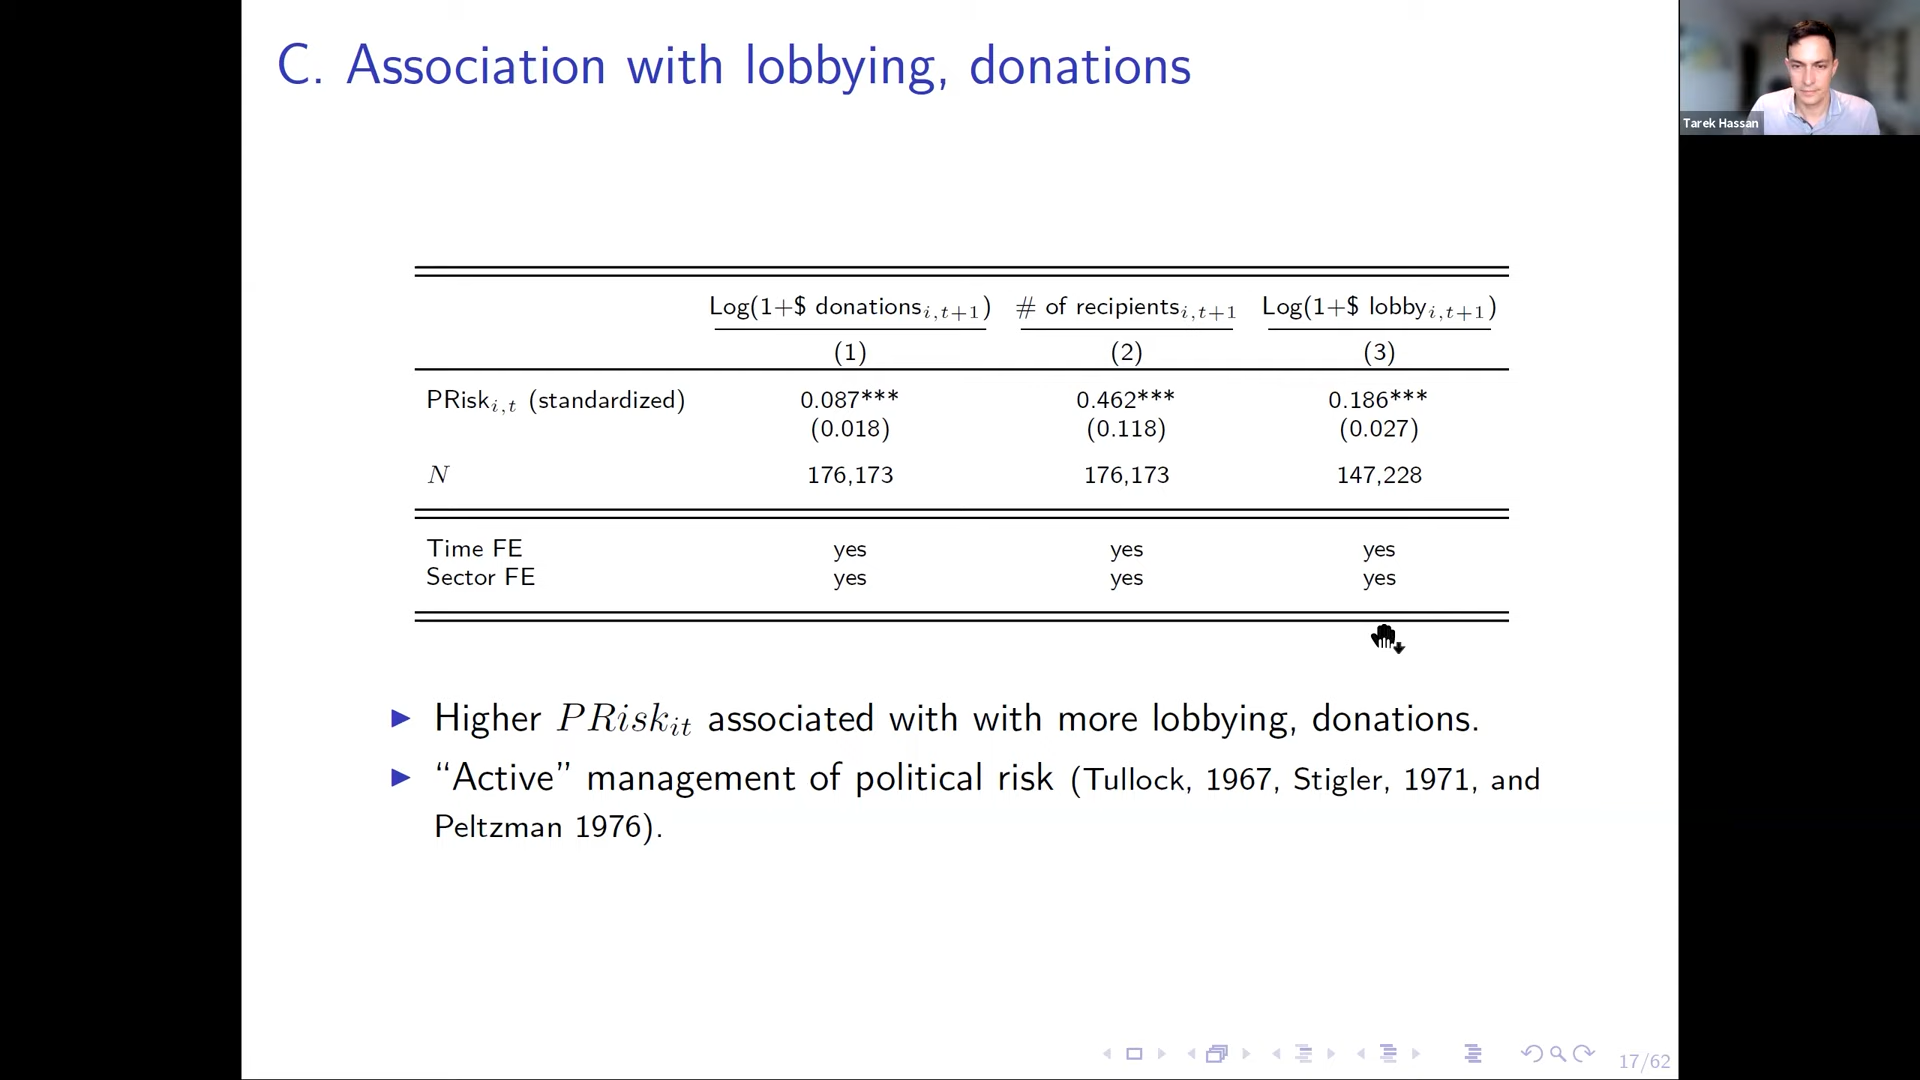 C. Association with lobbying, donations
Tarek Hassan
Log(1+$ donations_{i,t+1}) # of recipients_{i,t+1} Log(1+$ lobby_{i,t+1})
(1) (2) (3)
PRisk_{i,t} (standardized) 0.087*** 0.462*** 0.186***
(0.018) (0.118) (0.027)
N 176,173 176,173 147,228
Time FE yes yes yes
Sector FE yes yes yes
▶ Higher PRisk_{it} associated with with more lobbying, donations.
▶ “Active” management of political risk (Tullock, 1967, Stigler, 1971, and
Peltzman 1976).
17/62